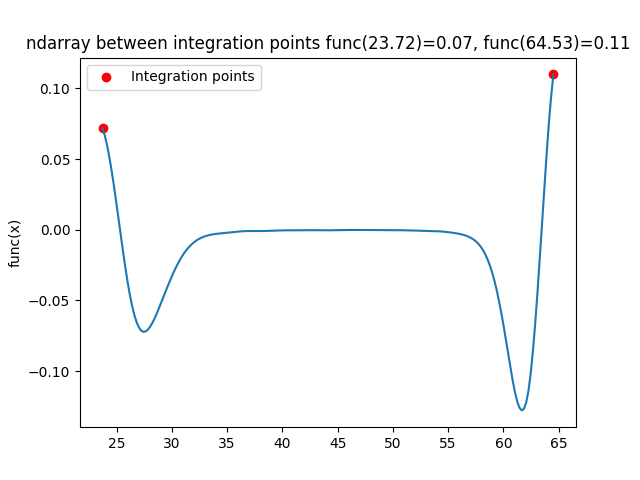 ndarray between integration points func(23.72)=0.07, func(64.53)=0.11
Integration points
func(x)
0.10
0.05
0.00
−0.05
−0.10
25 30 35 40 45 50 55 60 65